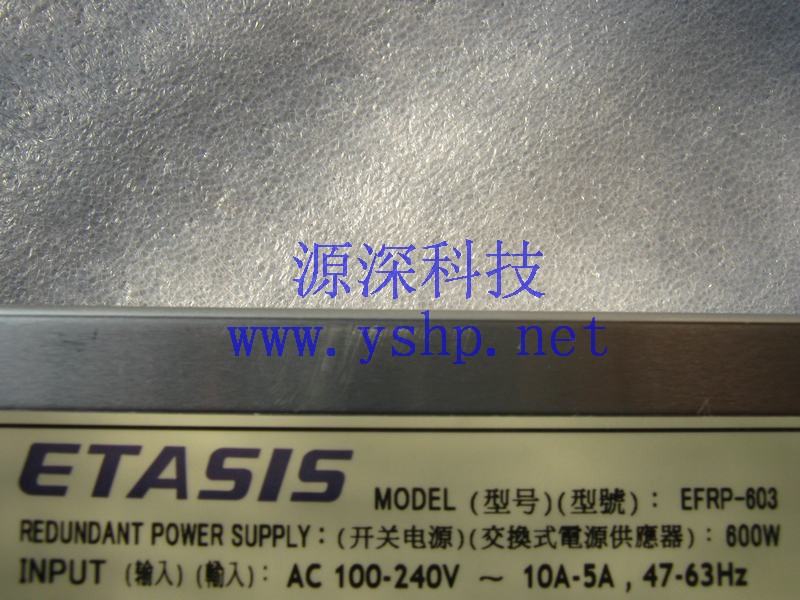 源深科技
www.yshp.net
ETASIS MODEL (型号)(型號): EFRP-603
REDUNDANT POWER SUPPLY: (开关电源)(交換式電源供應器): 600W
INPUT (输入)(輸入): AC 100-240V ~ 10A-5A , 47-63Hz